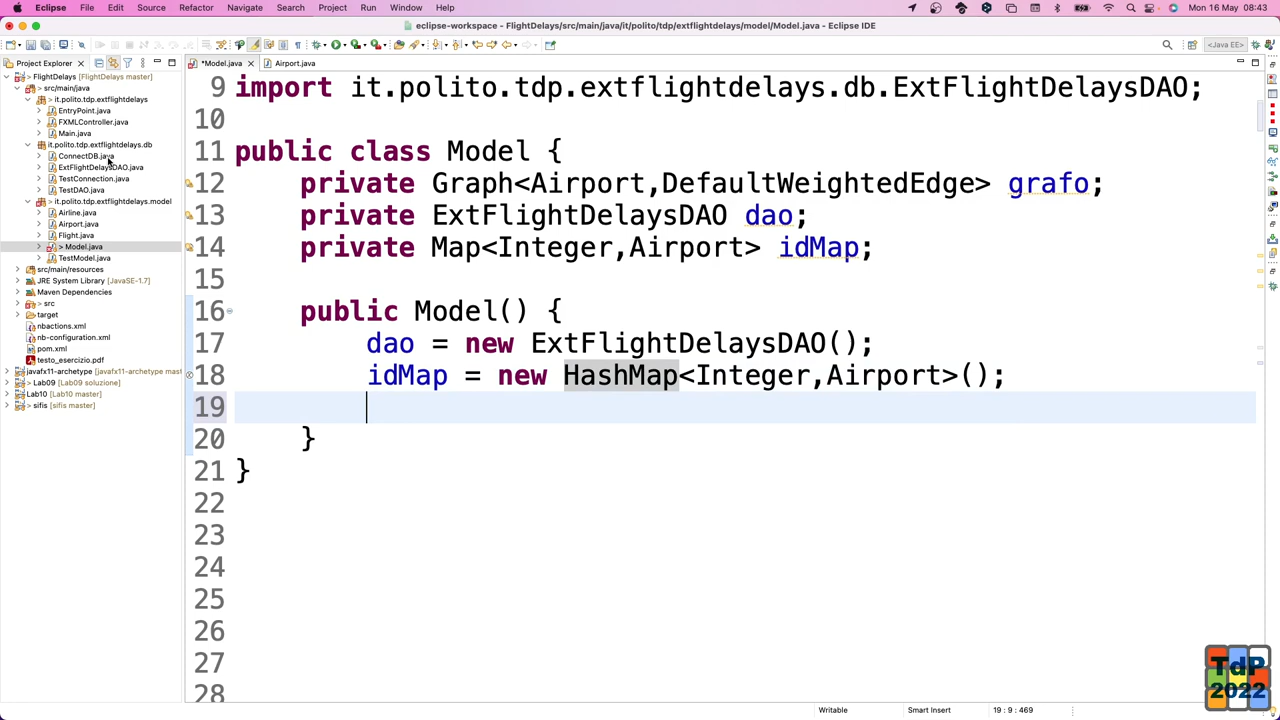 Eclipse File Edit Source Refactor Navigate Search Project Run Window Help Mon 16 May 08:43
eclipse-workspace - FlightDelays/src/main/java/it/polito/tdp/extflightdelays/model/Model.java - Eclipse IDE
<Java EE>
Project Explorer
*Model.java
Airport.java
> FlightDelays [FlightDelays master]
> src/main/java
> it.polito.tdp.extflightdelays
EntryPoint.java
FXMLController.java
Main.java
it.polito.tdp.extflightdelays.db
ConnectDB.java
ExtFlightDelaysDAO.java
TestConnection.java
TestDAO.java
> it.polito.tdp.extflightdelays.model
Airline.java
Airport.java
Flight.java
> Model.java
TestModel.java
src/main/resources
JRE System Library [JavaSE-1.7]
Maven Dependencies
> src
target
nbactions.xml
nb-configuration.xml
pom.xml
testo_esercizio.pdf
javafx11-archetype [javafx11-archetype master]
> Lab09 [Lab09 soluzione]
Lab10 [Lab10 master]
> sifis [sifis master]
9 import it.polito.tdp.extflightdelays.db.ExtFlightDelaysDAO;
10
11 public class Model {
12 private Graph<Airport,DefaultWeightedEdge> grafo;
13 private ExtFlightDelaysDAO dao;
14 private Map<Integer,Airport> idMap;
15
16 public Model() {
17 dao = new ExtFlightDelaysDAO();
18 idMap = new HashMap<Integer,Airport>();
19
20 }
21 }
22
23
24
25
26
27
28
Writable Smart Insert 19 : 9 : 469
TdP
2022